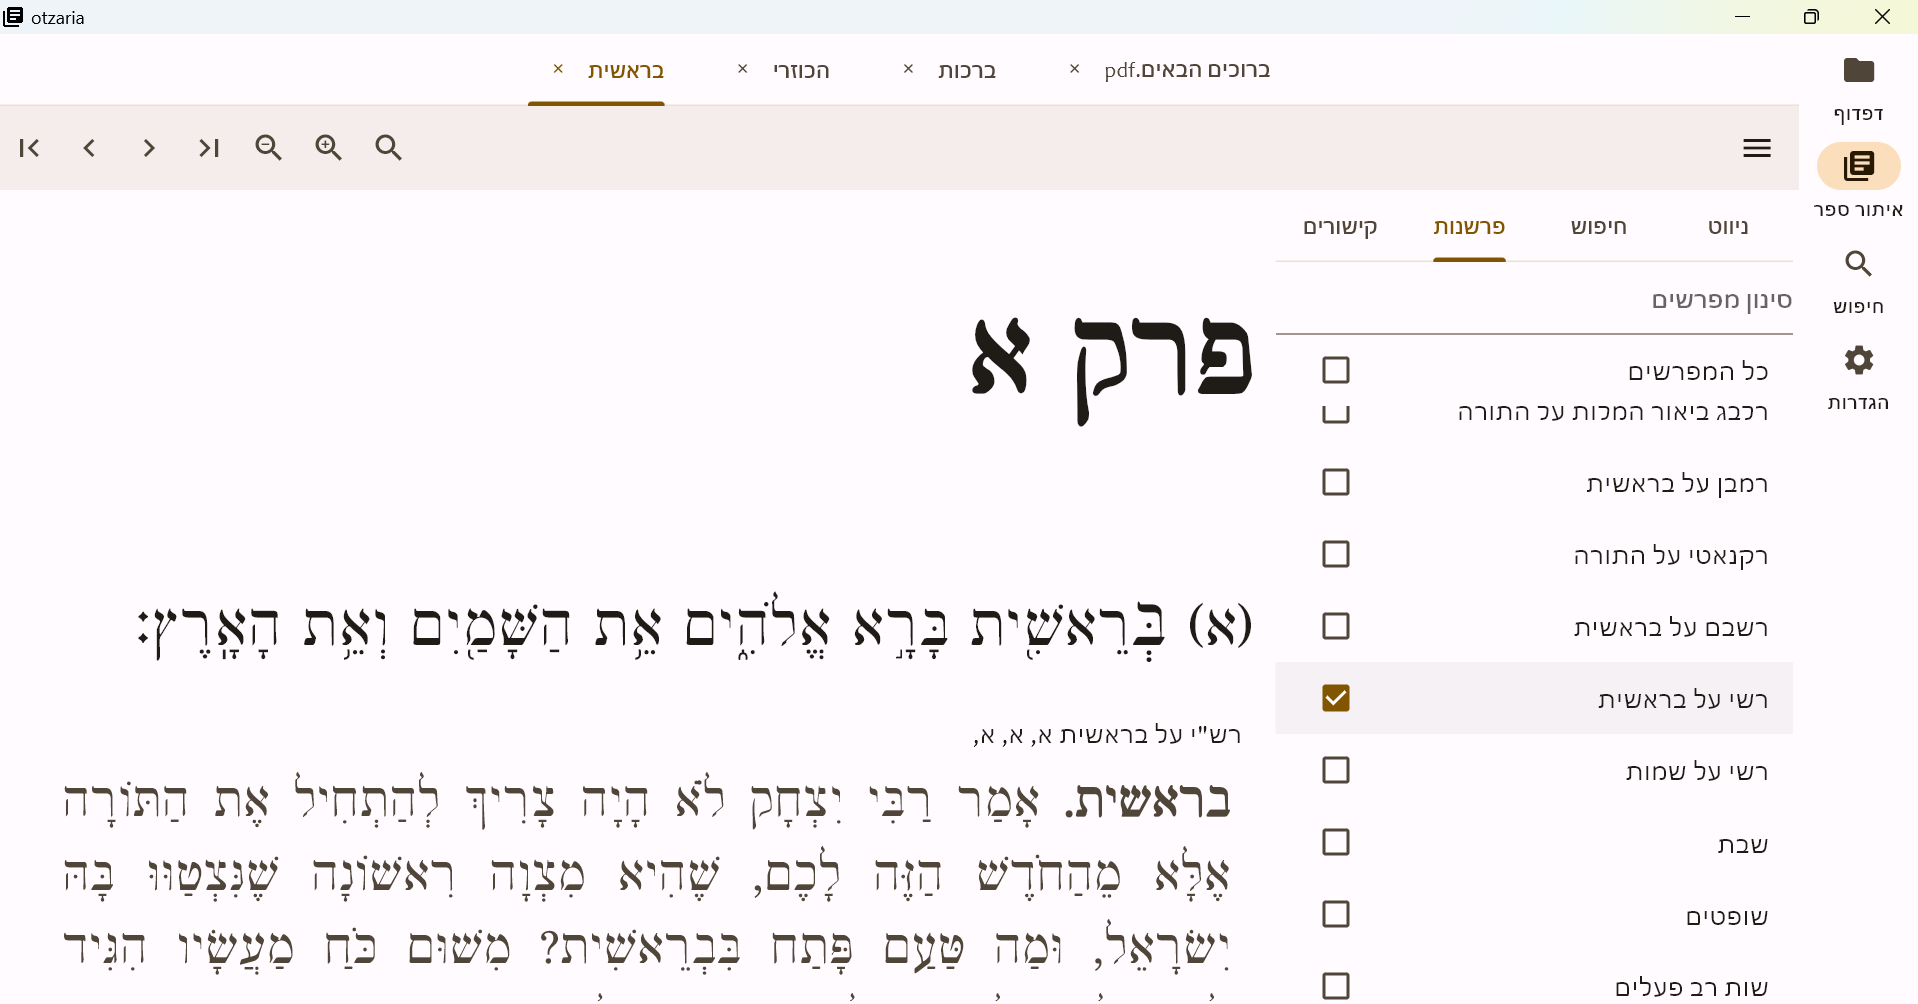 otzaria
ברוכים הבאים.pdf
ברכות
הכוזרי
בראשית
דפדוף
איתור ספר
חיפוש
הגדרות
ניווט
חיפוש
פרשנות
קישורים
סינון מפרשים
כל המפרשים
רלבג ביאור המלות על התורה
רמבן על בראשית
רקנאטי על התורה
רשבם על בראשית
רשי על בראשית
רשי על שמות
שבת
שופטים
שות רב פעלים
פרק א
(א) בְּרֵאשִׁ֖ית בָּרָ֣א אֱלֹהִ֑ים אֵ֥ת הַשָּׁמַ֖יִם וְאֵ֥ת הָאָֽרֶץ׃
רש"י על בראשית א, א, א,
בראשית. אָמַר רַבִּי יִצְחָק לֹא הָיָה צָרִיךְ לְהַתְחִיל אֶת הַתּוֹרָה
אֶלָּא מֵהַחֹדֶשׁ הַזֶּה לָכֶם, שֶׁהִיא מִצְוָה רִאשׁוֹנָה שֶׁנִּצְטַוּוּ בָּהּ
יִשְׂרָאֵל, וּמַה טַּעַם פָּתַח בִּבְרֵאשִׁית? מִשּׁוּם כֹּחַ מַעֲשָׂיו הִגִּיד